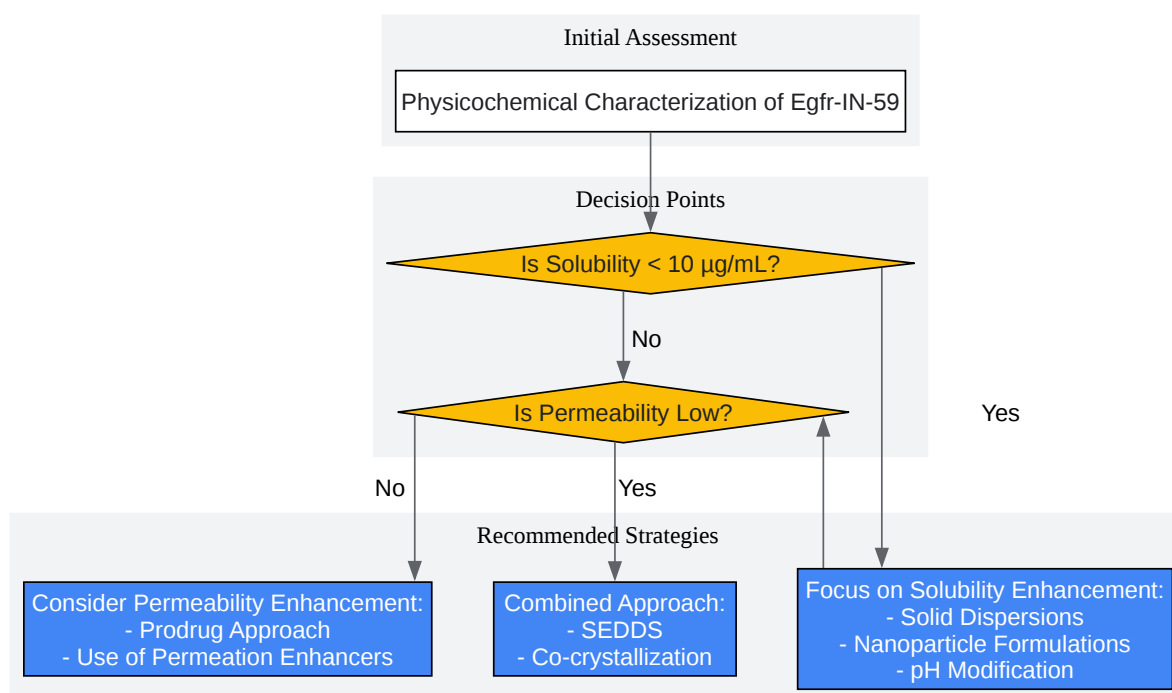 Initial Assessment
Physicochemical Characterization of Egfr-IN-59
Decision Points
Is Solubility < 10 µg/mL?
No
Is Permeability Low?
Yes
No
Yes
Recommended Strategies
Consider Permeability Enhancement:
- Prodrug Approach
- Use of Permeation Enhancers
Combined Approach:
- SEDDS
- Co-crystallization
Focus on Solubility Enhancement:
- Solid Dispersions
- Nanoparticle Formulations
- pH Modification